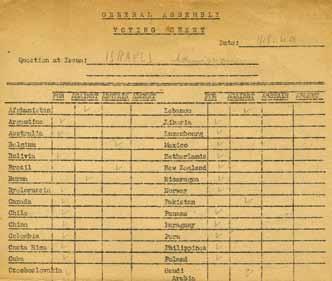 GENERAL ASSEMBLY
VOTING SHEET
Date:
Question at Issue: ISRAEL
FOR AGAINST ABSTAIN ABSENT FOR AGAINST ABSTAIN ABSENT
Afghanistan Lebanon
Argentina Liberia
Australia Luxembourg
Belgium Mexico
Bolivia Netherlands
Brazil New Zealand
Burma Nicaragua
Byelorussia Norway
Canada Pakistan
Chile Panama
China Paraguay
Colombia Peru
Costa Rica Philippines
Cuba Poland
Czechoslovakia Saudi
Arabia